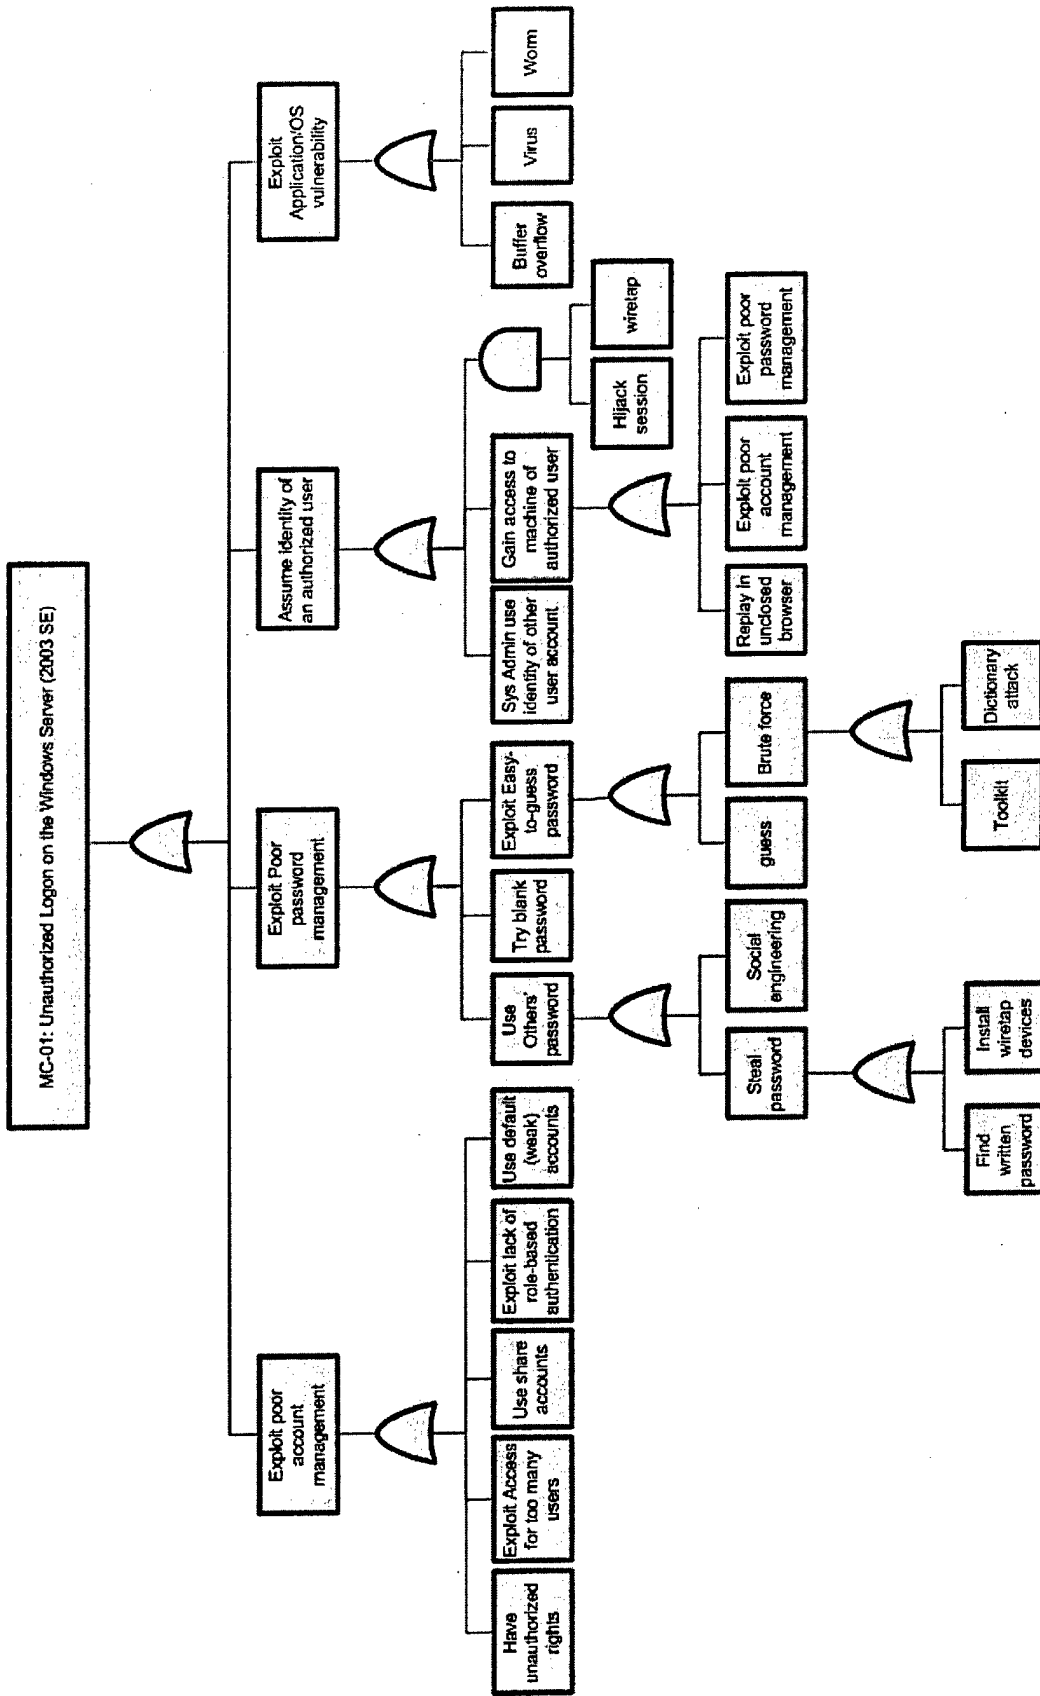 MC-01: Unauthorized Logon on the Windows Server (2003 SE)
Exploit poor
account
management
Exploit Poor
password
management
Assume identity of
an authorized user
Exploit
Application/OS
vulnerability
Have
unauthorized
rights
Exploit Access
for too many
users
Use share
accounts
Exploit lack of
role-based
authentication
Use default
(weak)
accounts
Use
Others'
password
Try blank
password
Exploit Easy-
to-guess
password
Sys Admin use
identity of other
user account
Gain access to
machine of
authorized user
Buffer
overflow
Virus
Worm
Hijack
session
wiretap
Steal
password
Social
engineering
guess
Brute force
Replay in
unclosed
browser
Exploit poor
account
management
Exploit poor
password
management
Find
written
password
Install
wiretap
devices
Toolkit
Dictionary
attack